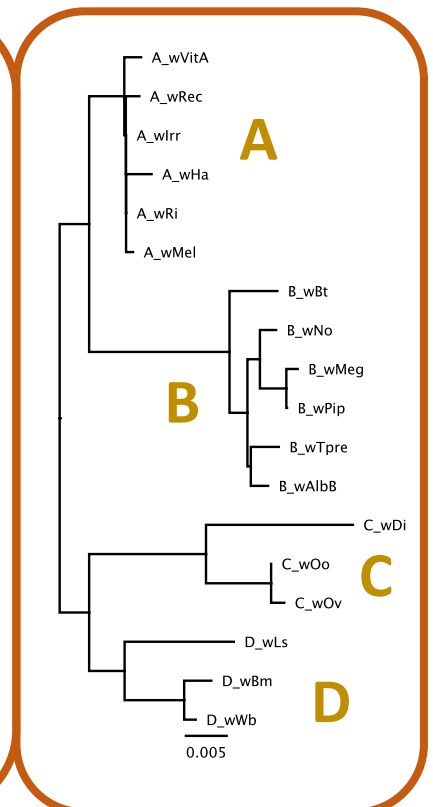 A_wVitA
A_wRec
A_wIrr
A
A_wHa
A_wRi
A_wMel
B_wBt
B_wNo
B_wMeg
B
B_wPip
B_wTpre
B_wAlbB
C_wDi
C_wOo
C
C_wOv
D_wLs
D_wBm
D
D_wWb
0.005